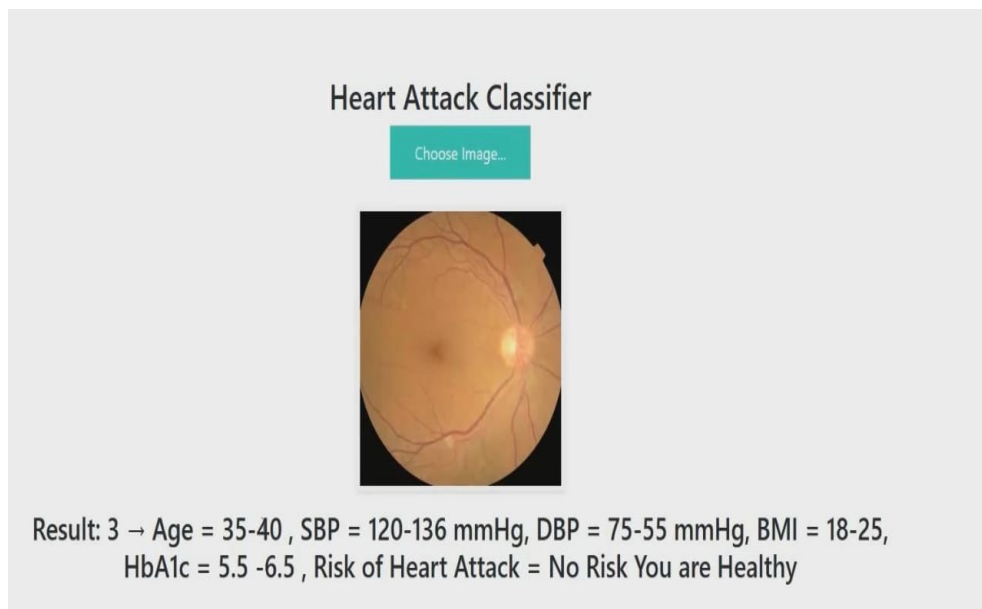 Heart Attack Classifier
Choose Image...
Result: 3 → Age = 35-40 , SBP = 120-136 mmHg, DBP = 75-55 mmHg, BMI = 18-25,
HbA1c = 5.5 -6.5 , Risk of Heart Attack = No Risk You are Healthy